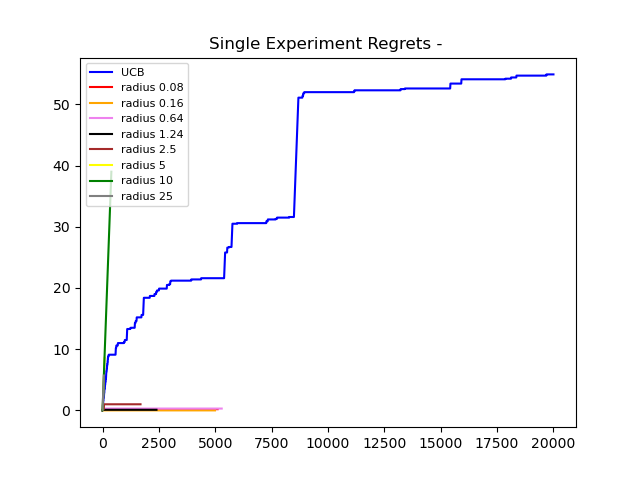 Single Experiment Regrets -
UCB
radius 0.08
radius 0.16
radius 0.64
radius 1.24
radius 2.5
radius 5
radius 10
radius 25
50
40
30
20
10
0
0 2500 5000 7500 10000 12500 15000 17500 20000